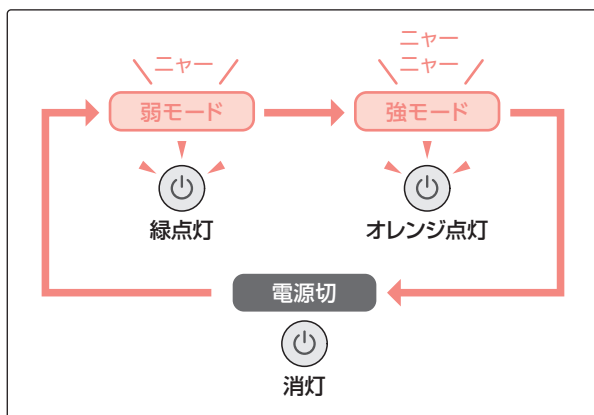 ニャー
ニャー
ニャー
弱モード
強モード
緑点灯
オレンジ点灯
電源切
消灯